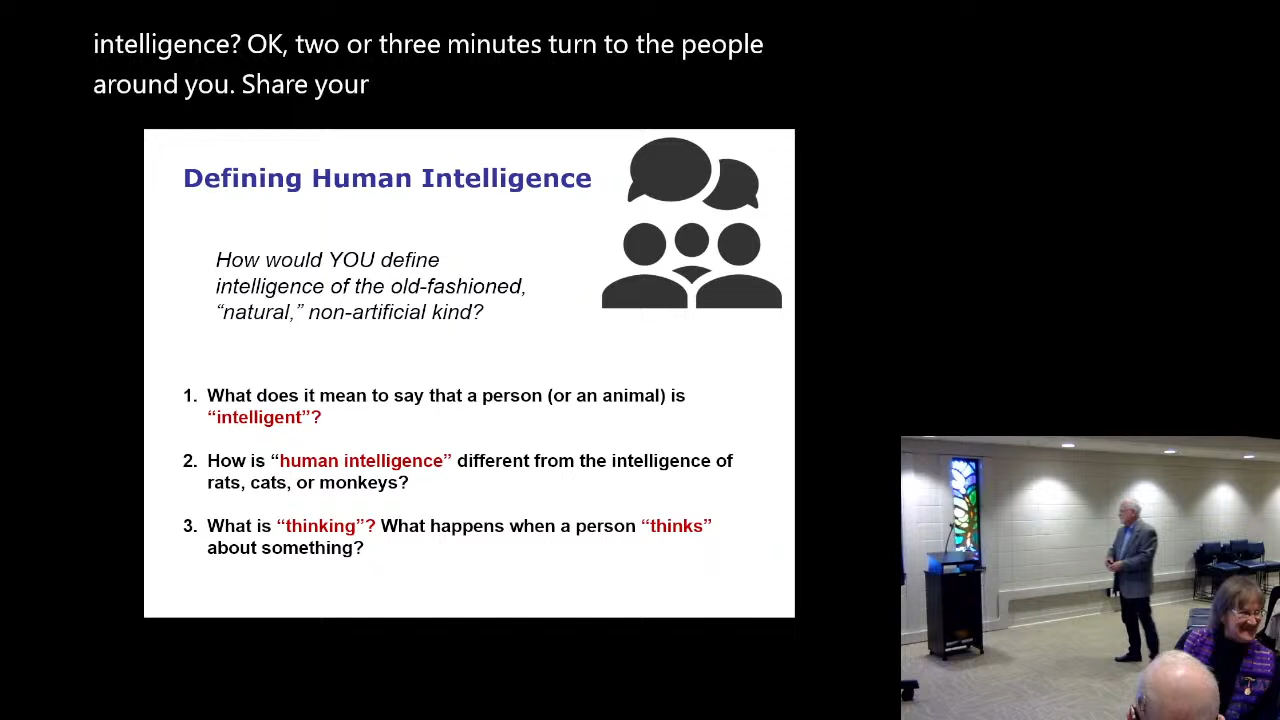 intelligence? OK, two or three minutes turn to the people
around you. Share your
Defining Human Intelligence
How would YOU define
intelligence of the old-fashioned,
“natural,” non-artificial kind?
1. What does it mean to say that a person (or an animal) is
“intelligent”?
2. How is “human intelligence” different from the intelligence of
rats, cats, or monkeys?
3. What is “thinking”? What happens when a person “thinks”
about something?